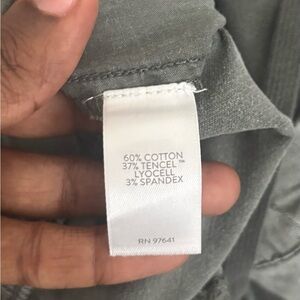 60% COTTON
37% TENCEL™
LYOCELL
3% SPANDEX
RN 97641